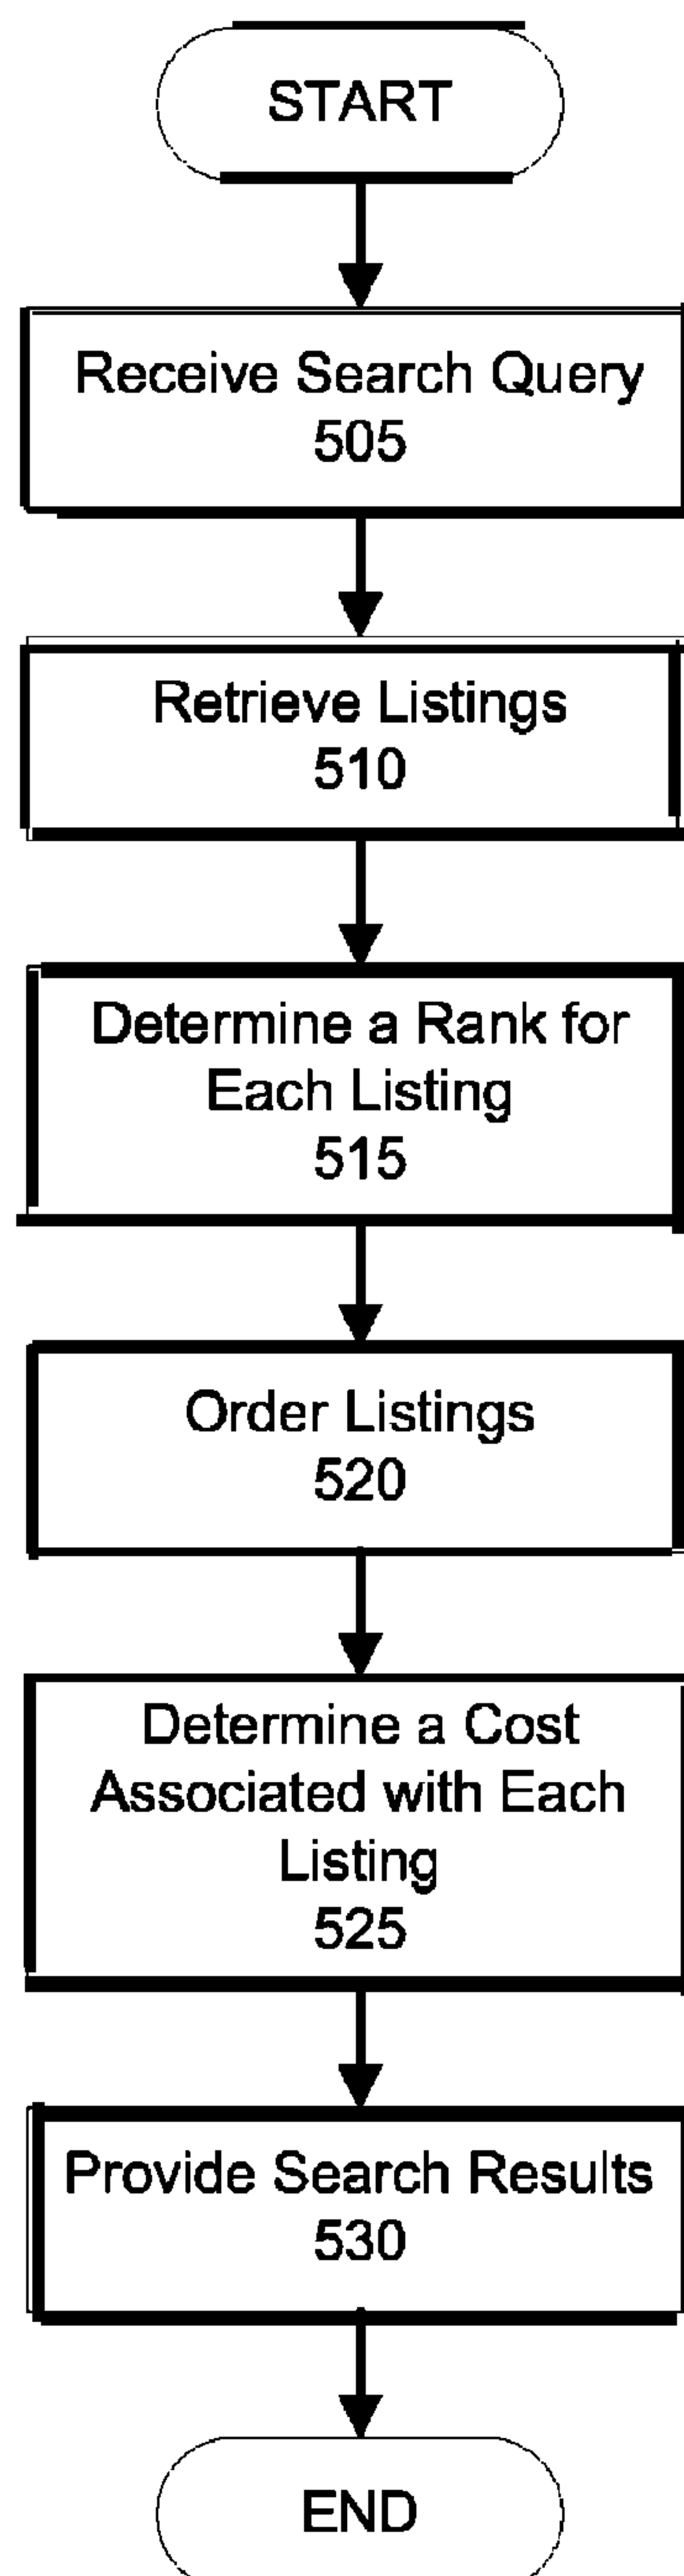 START
Receive Search Query
505
Retrieve Listings
510
Determine a Rank for
Each Listing
515
Order Listings
520
Determine a Cost
Associated with Each
Listing
525
Provide Search Results
530
END